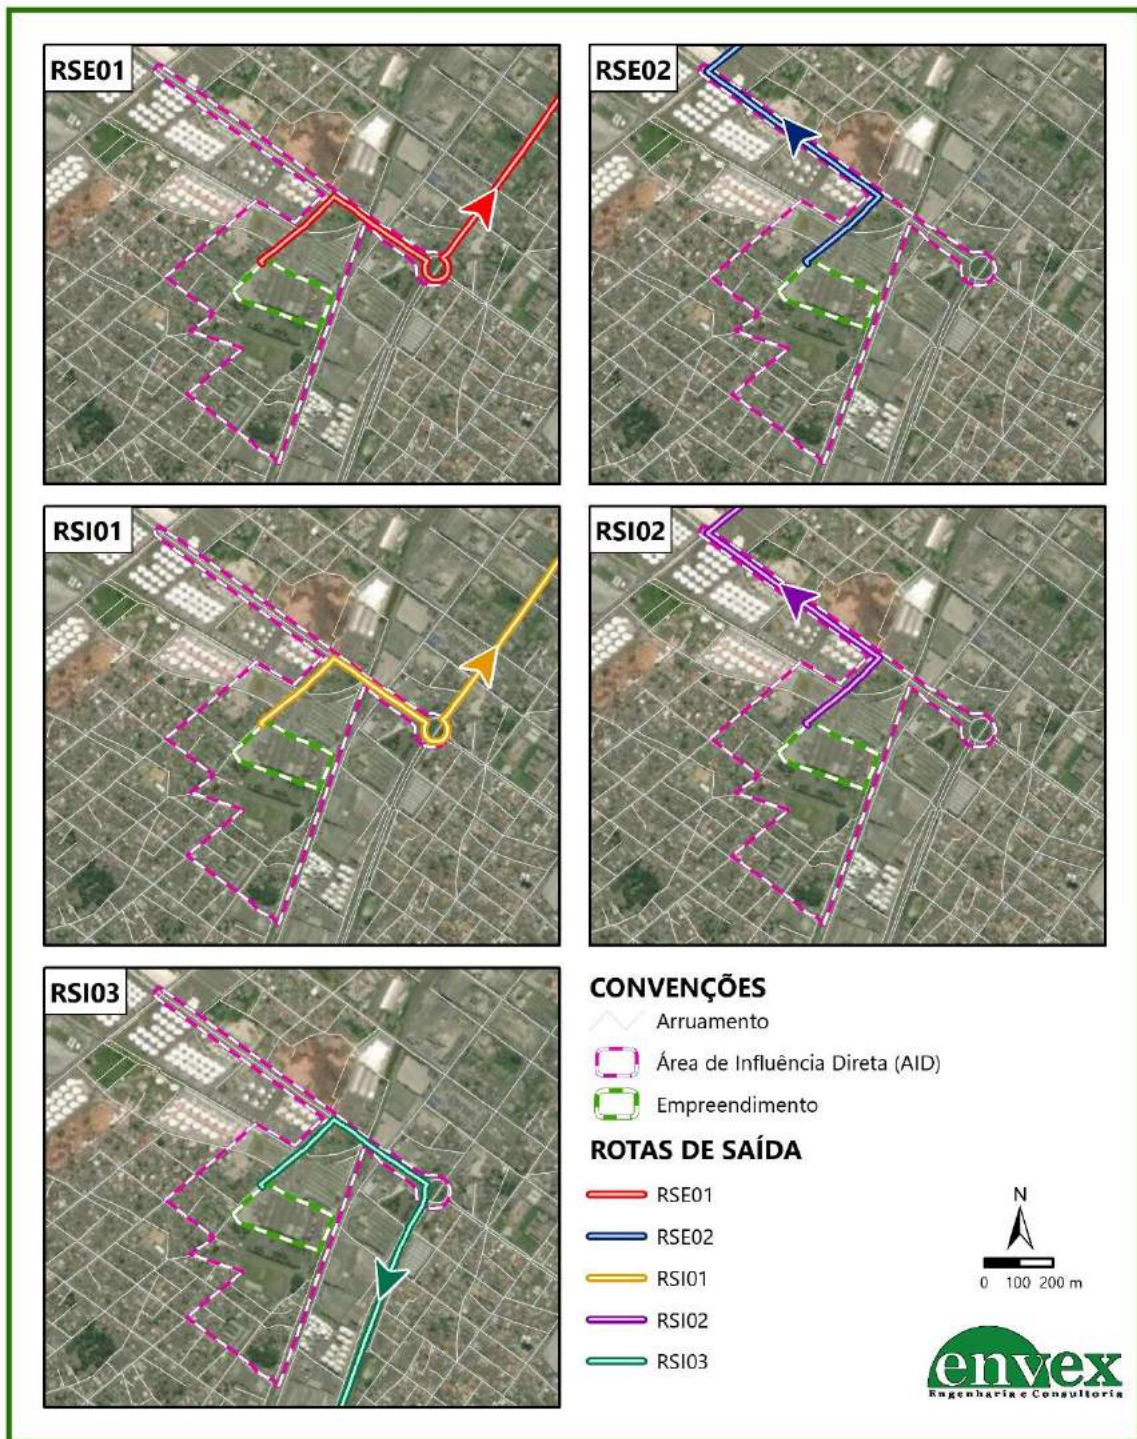 RSE01
RSE02
RSI01
RSI02
RSI03
CONVENÇÕES
Arruamento
Área de Influência Direta (AID)
Empreendimento
ROTAS DE SAÍDA
RSE01
RSE02
RSI01
RSI02
RSI03
N
0 100 200 m
envex
Engenharia e Consultoria